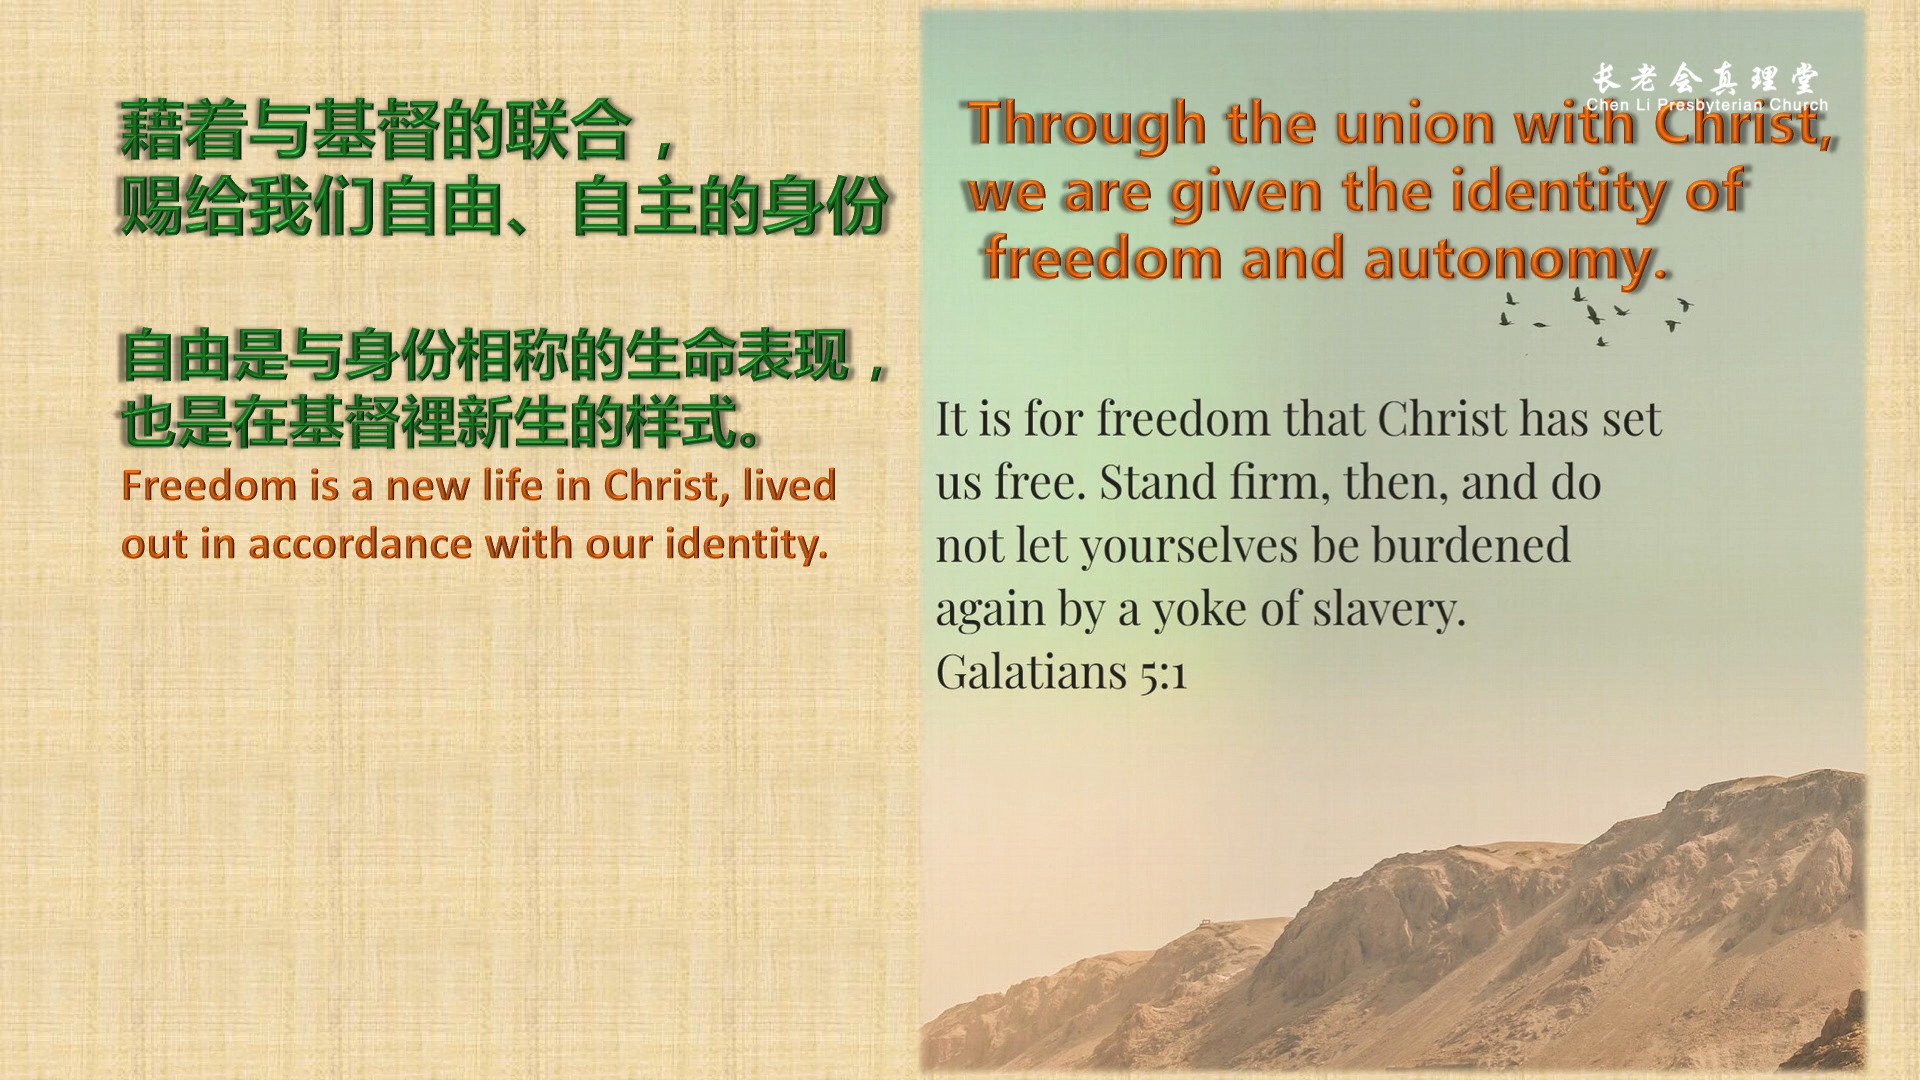 藉着与基督的联合，
赐给我们自由、自主的身份
自由是与身份相称的生命表现，
也是在基督裡新生的样式。
Freedom is a new life in Christ, lived
out in accordance with our identity.
长老会真理堂
Chen Li Presbyterian Church
Through the union with Christ,
we are given the identity of
freedom and autonomy.
It is for freedom that Christ has set
us free. Stand firm, then, and do
not let yourselves be burdened
again by a yoke of slavery.
Galatians 5:1